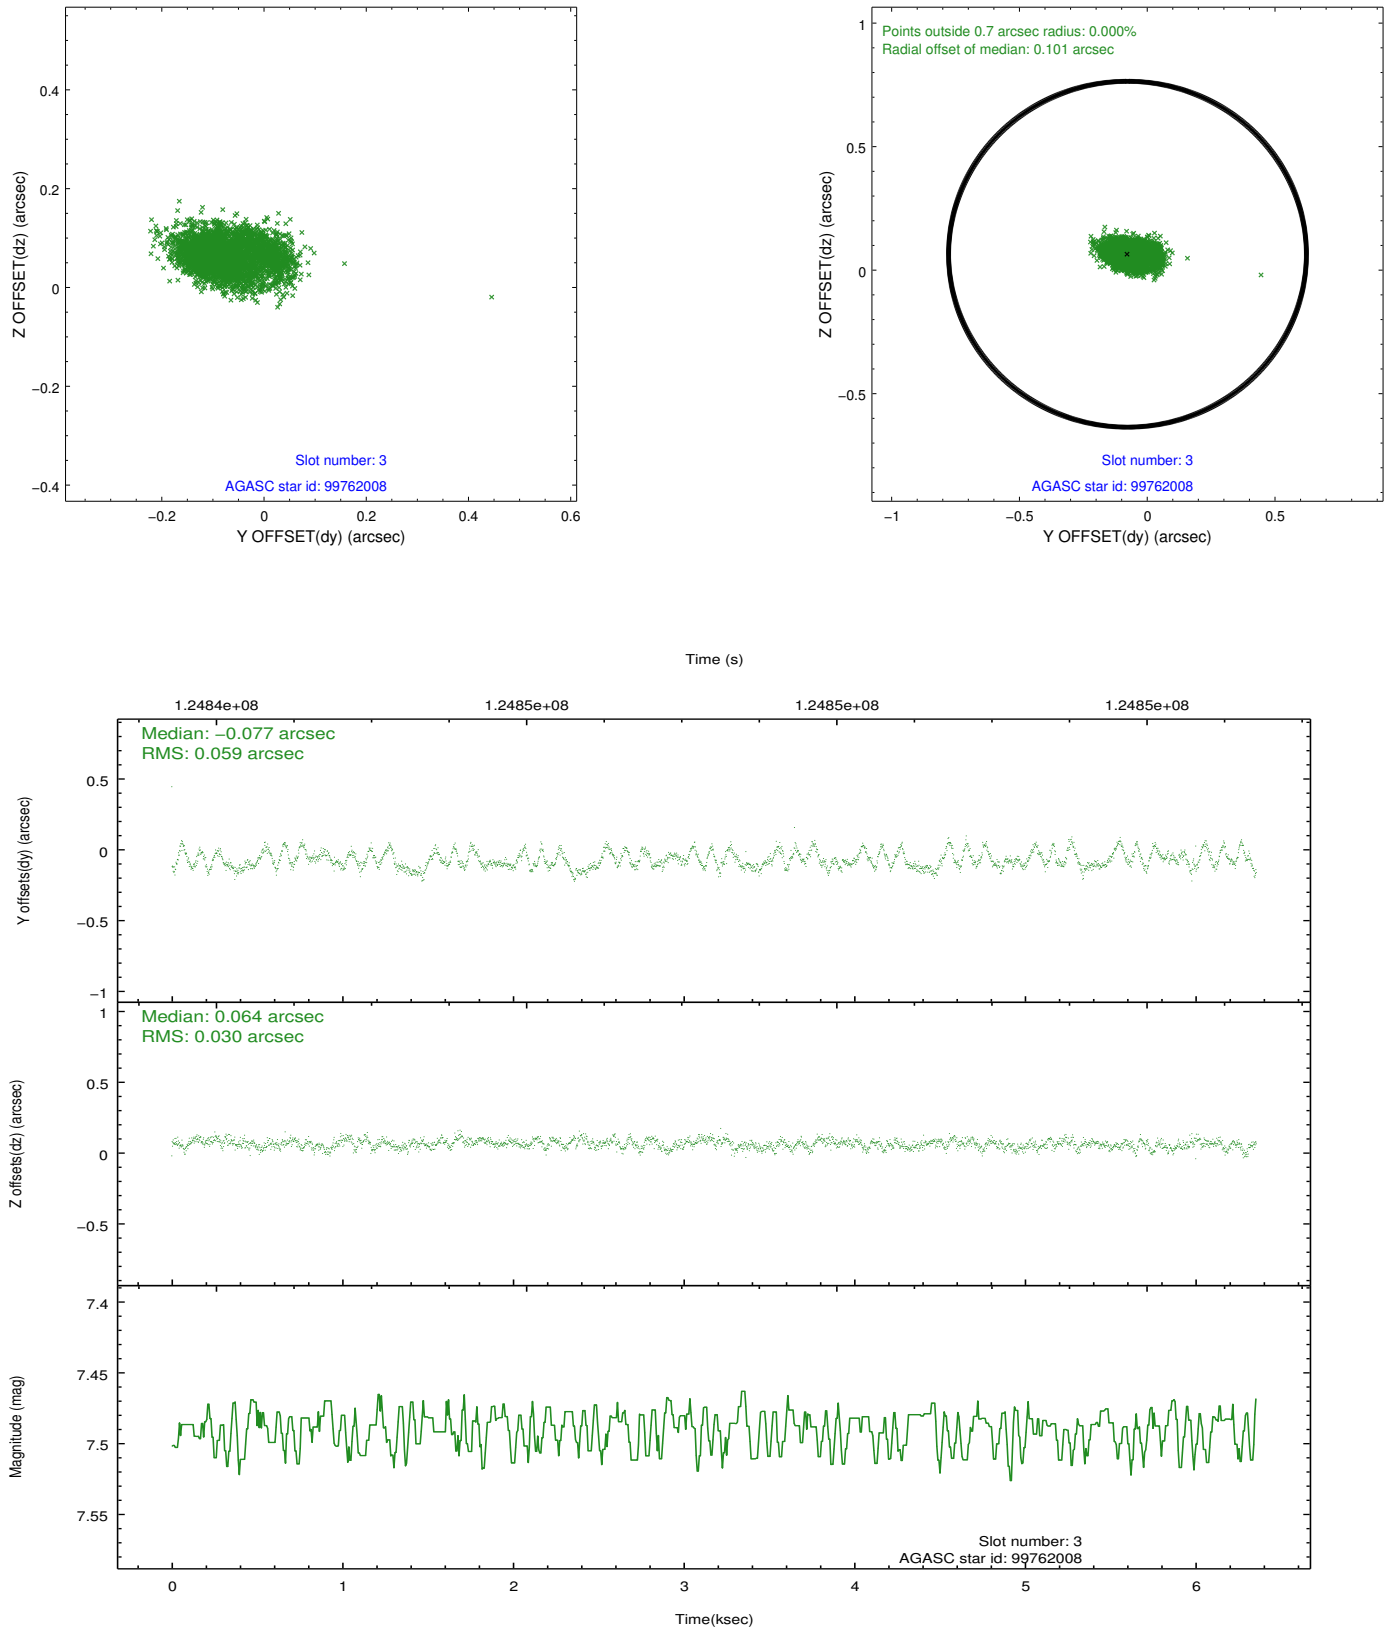 0.4
0.2
0
−0.2
−0.4
Z OFFSET(dz) (arcsec)
Slot number: 3
AGASC star id: 99762008
−0.2 0 0.2 0.4 0.6
Y OFFSET(dy) (arcsec)
Points outside 0.7 arcsec radius: 0.000%
Radial offset of median: 0.101 arcsec
1
0.5
0
−0.5
Z OFFSET(dz) (arcsec)
Slot number: 3
AGASC star id: 99762008
−1 −0.5 0 0.5
Y OFFSET(dy) (arcsec)
Time (s)
1.2484e+08 1.2485e+08 1.2485e+08 1.2485e+08
Median: −0.077 arcsec
RMS: 0.059 arcsec
0.5
0
−0.5
−1
Y offsets(dy) (arcsec)
Median: 0.064 arcsec
RMS: 0.030 arcsec
1
0.5
0
−0.5
Z offsets(dz) (arcsec)
7.4
7.45
7.5
7.55
Magnitude (mag)
Slot number: 3
AGASC star id: 99762008
0 1 2 3 4 5 6
Time(ksec)